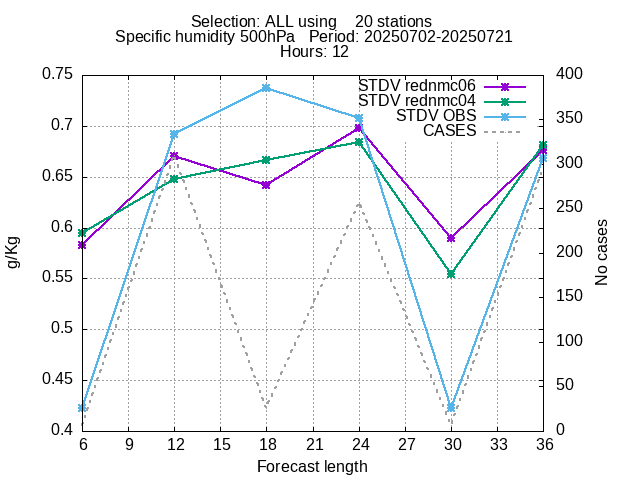 Selection: ALL using    20 stations
Specific humidity 500hPa   Period: 20250702-20250721
Hours: 12
STDV rednmc06
STDV rednmc04
STDV OBS
CASES
0.75
0.7
0.65
0.6
0.55
0.5
0.45
0.4
g/Kg
400
350
300
250
200
150
100
50
0
No cases
6 9 12 15 18 21 24 27 30 33 36
Forecast length